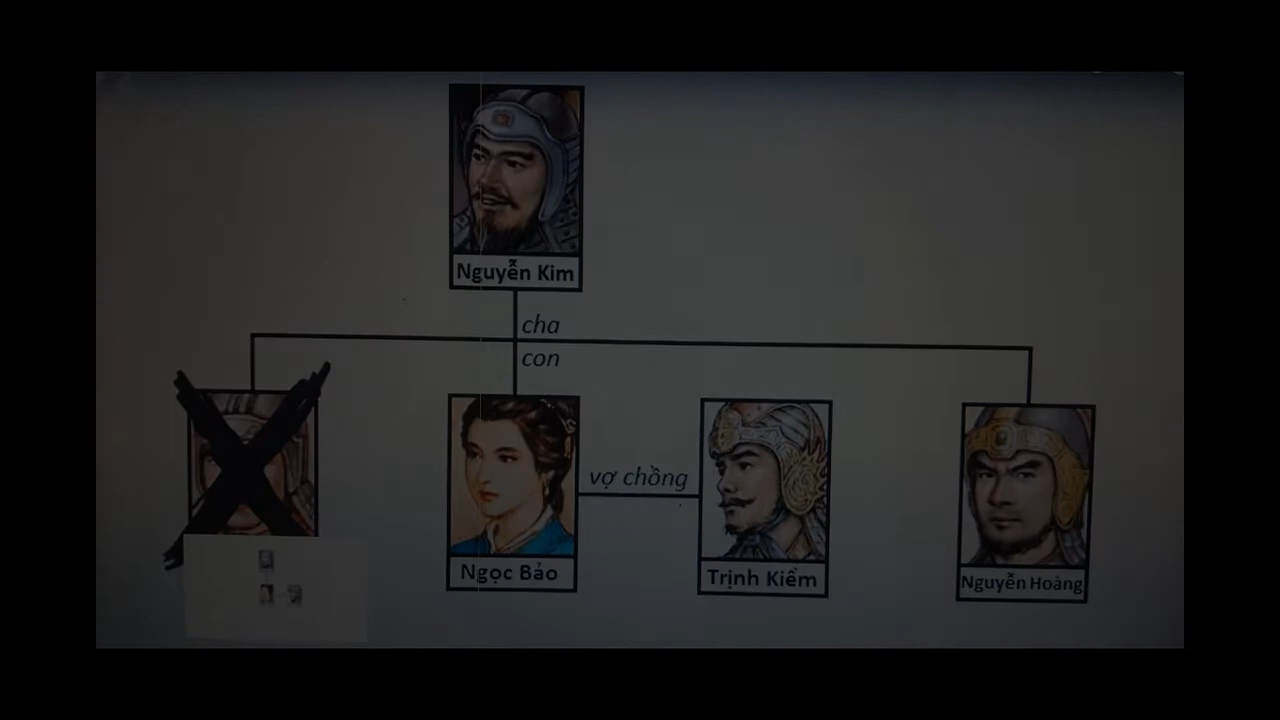 Nguyễn Kim
cha
con
vợ chồng
Ngọc Bảo
Trịnh Kiểm
Nguyễn Hoàng